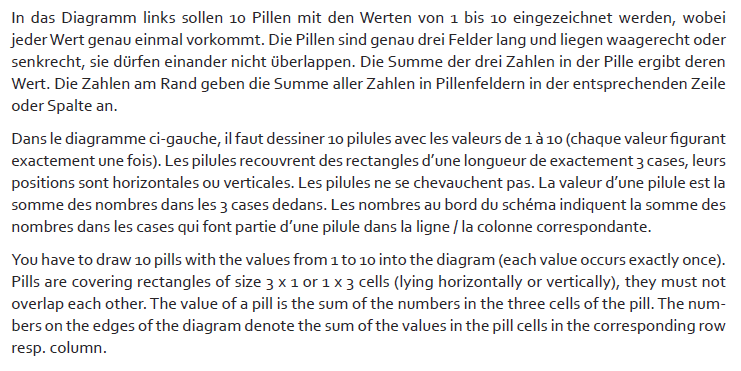 In das Diagramm links sollen 10 Pillen mit den Werten von 1 bis 10 eingezeichnet werden, wobei
jeder Wert genau einmal vorkommt. Die Pillen sind genau drei Felder lang und liegen waagerecht oder
senkrecht, sie dürfen einander nicht überlappen. Die Summe der drei Zahlen in der Pille ergibt deren
Wert. Die Zahlen am Rand geben die Summe aller Zahlen in Pillenfeldern in der entsprechenden Zeile
oder Spalte an.
Dans le diagramme ci-gauche, il faut dessiner 10 pilules avec les valeurs de 1 à 10 (chaque valeur figurant
exactement une fois). Les pilules recouvrent des rectangles d'une longueur de exactement 3 cases, leurs
positions sont horizontales ou verticales. Les pilules ne se chevauchent pas. La valeur d'une pilule est la
somme des nombres dans les 3 cases dedans. Les nombres au bord du schéma indiquent la somme des
nombres dans les cases qui font partie d'une pilule dans la ligne / la colonne correspondante.
You have to draw 10 pills with the values from 1 to 10 into the diagram (each value occurs exactly once).
Pills are covering rectangles of size 3 x 1 or 1 x 3 cells (lying horizontally or vertically), they must not
overlap each other. The value of a pill is the sum of the numbers in the three cells of the pill. The num-
bers on the edges of the diagram denote the sum of the values in the pill cells in the corresponding row
resp. column.